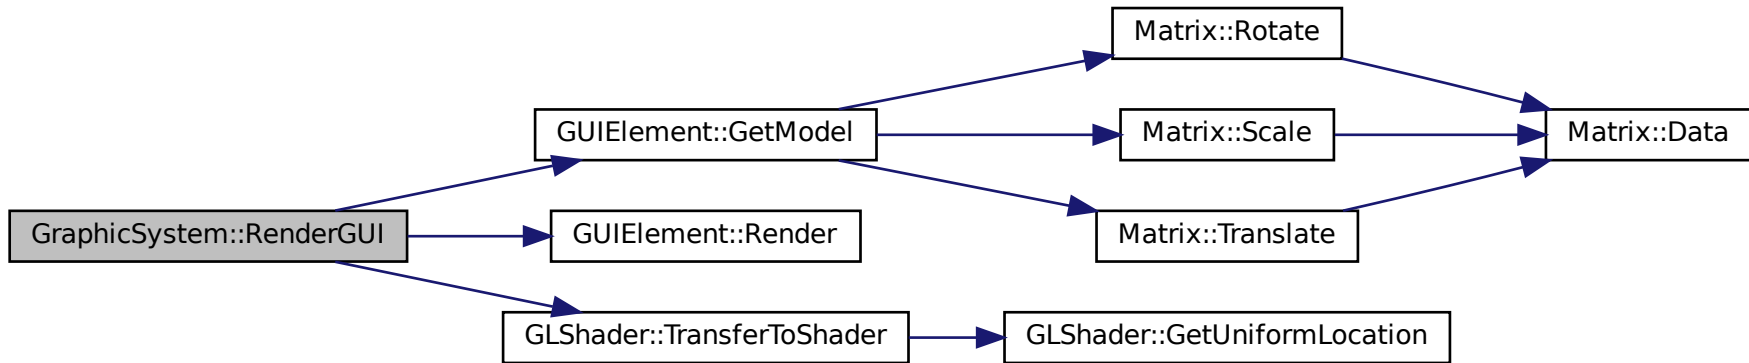 GraphicSystem::RenderGUI
GUIElement::GetModel
GUIElement::Render
GLShader::TransferToShader
Matrix::Rotate
Matrix::Scale
Matrix::Translate
GLShader::GetUniformLocation
Matrix::Data